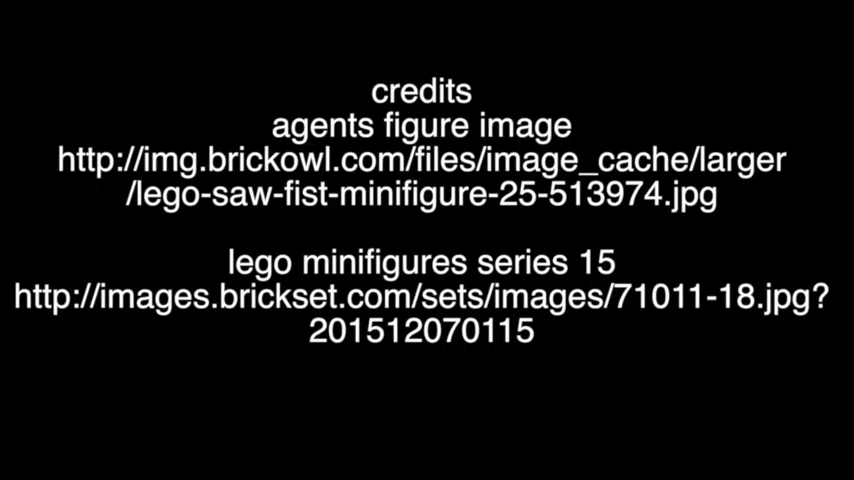 credits
agents figure image
http://img.brickowl.com/files/image_cache/larger
/lego-saw-fist-minifigure-25-513974.jpg
lego minifigures series 15
http://images.brickset.com/sets/images/71011-18.jpg?
201512070115